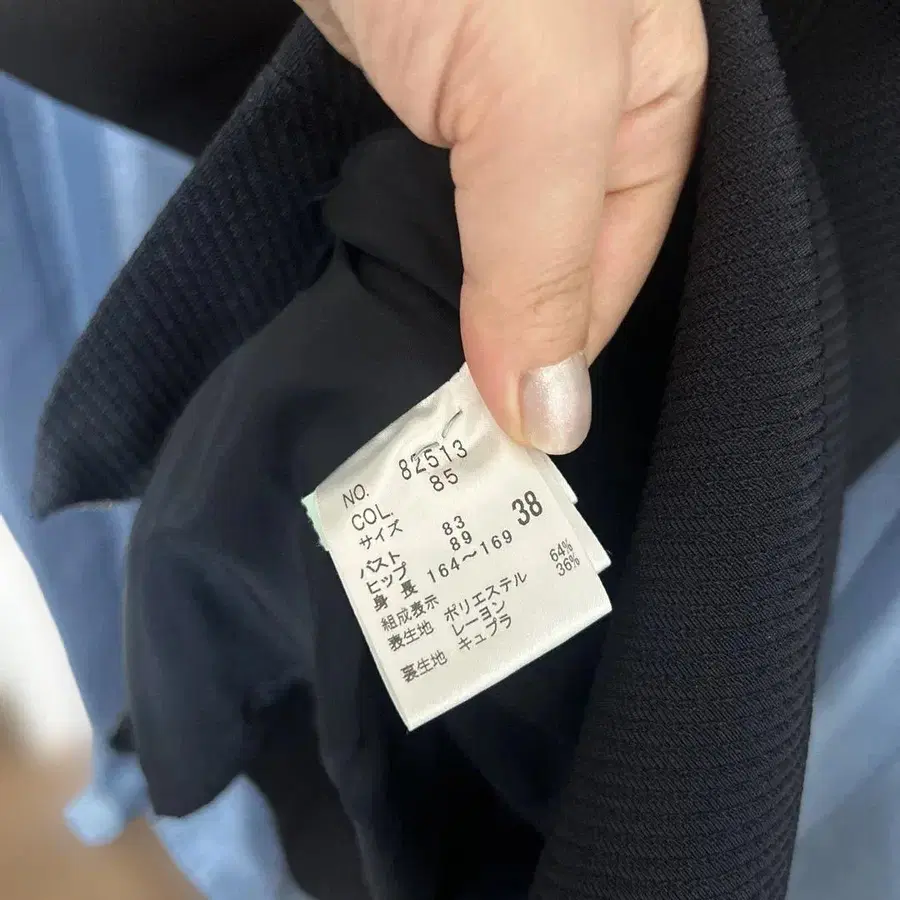 NO. 82513
COL. 85
サイズ 38
バスト 83
ヒップ 89
身長 164～169
組成表示
表生地 ポリエステル 64%
レーヨン 36%
裏生地 キュプラ